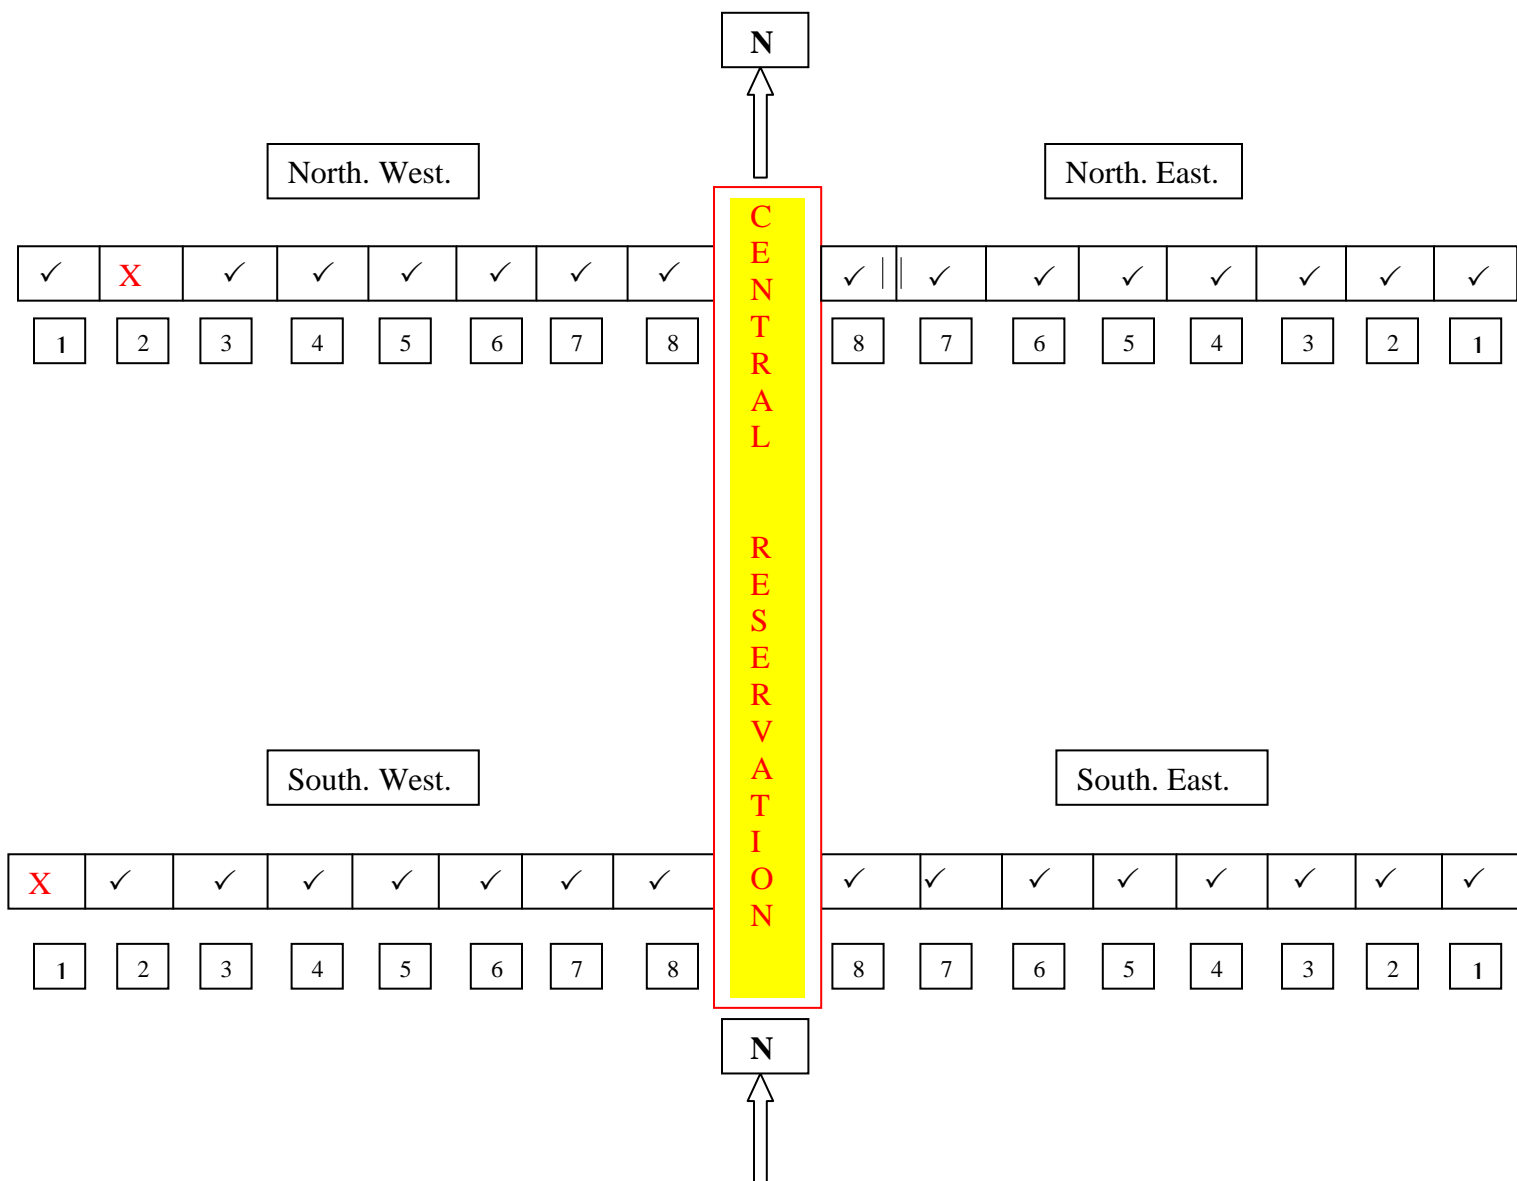 N
North. West.
North. East.
✓ X ✓ ✓ ✓ ✓ ✓ ✓
✓ ✓ ✓ ✓ ✓ ✓ ✓ ✓
1 2 3 4 5 6 7 8
8 7 6 5 4 3 2 1
CENTRAL RESERVATION
South. West.
South. East.
X ✓ ✓ ✓ ✓ ✓ ✓ ✓
✓ ✓ ✓ ✓ ✓ ✓ ✓ ✓
1 2 3 4 5 6 7 8
8 7 6 5 4 3 2 1
N